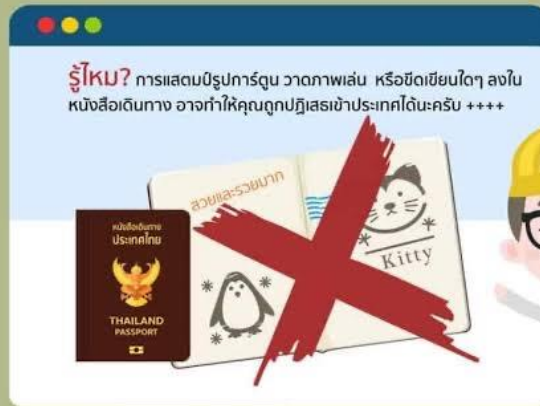 รู้ไหม? การแสตมป์รูปการ์ตูน วาดภาพเล่น หรือขีดเขียนใดๆ ลงใน
หนังสือเดินทาง อาจทำให้คุณถูกปฏิเสธเข้าประเทศได้นะครับ ++++
สวยและรวยมาก
Kitty
หนังสือเดินทาง
ประเทศไทย
THAILAND
PASSPORT